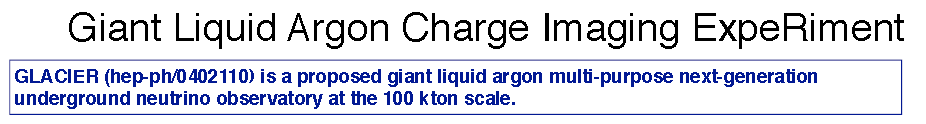 Giant Liquid Argon Charge Imaging ExpeRiment
GLACIER (hep-ph/0402110) is a proposed giant liquid argon multi-purpose next-generation
underground neutrino observatory at the 100 kton scale.